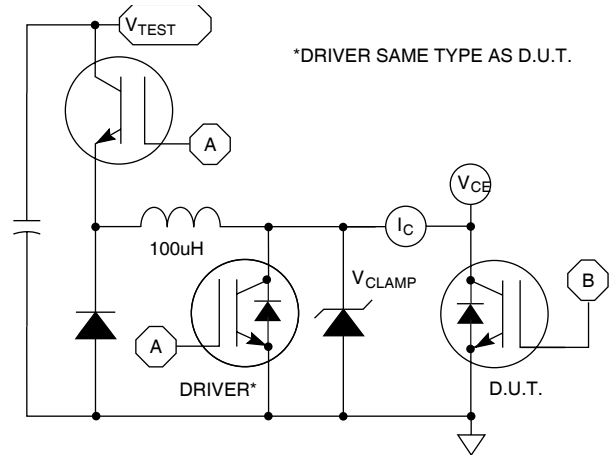 VTEST
*DRIVER SAME TYPE AS D.U.T.
A
VCE
IC
100uH
VCLAMP
B
A
DRIVER*
D.U.T.